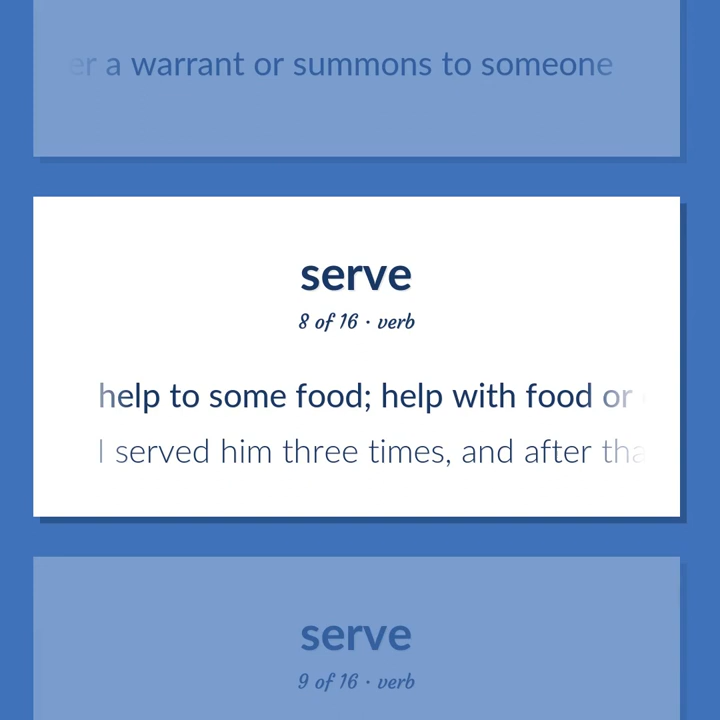 a warrant or summons to someone
serve
8 of 16 · verb
help to some food; help with food or
I served him three times, and after
serve
9 of 16 · verb